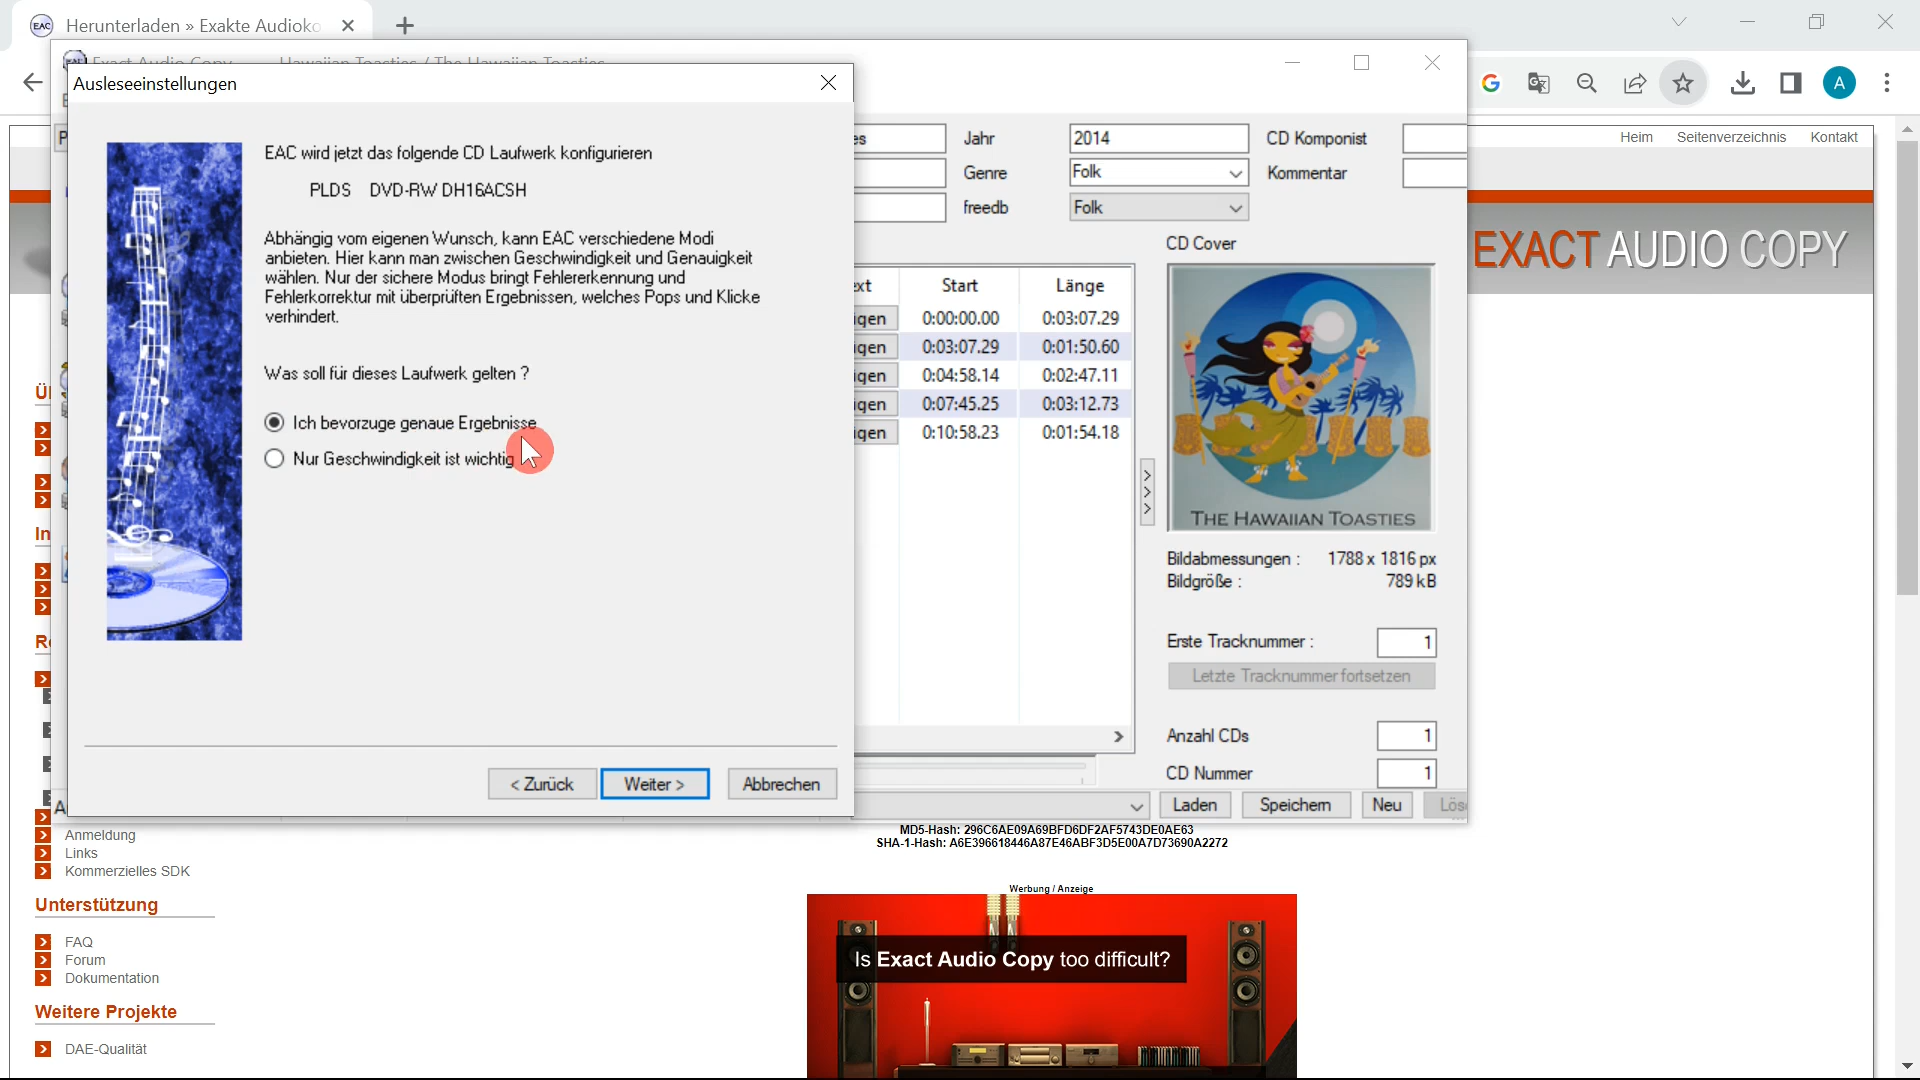 Herunterladen » Exakte Audioko
Ausleseeinstellungen
EAC wird jetzt das folgende CD Laufwerk konfigurieren
PLDS DVD-RW DH16ACSH
Abhängig vom eigenen Wunsch, kann EAC verschiedene Modi
anbieten. Hier kann man zwischen Geschwindigkeit und Genauigkeit
wählen. Nur der sichere Modus bringt Fehlererkennung und
Fehlerkorrektur mit überprüften Ergebnissen, welches Pops und Klicke
verhindert.
Was soll für dieses Laufwerk gelten ?
Ich bevorzuge genaue Ergebnisse
Nur Geschwindigkeit ist wichtig
< Zurück
Weiter >
Abbrechen
Jahr 2014 CD Komponist
Genre Folk Kommentar
freedb Folk
CD Cover
Start Länge
0:00:00.00 0:03:07.29
0:03:07.29 0:01:50.60
0:04:58.14 0:02:47.11
0:07:45.25 0:03:12.73
0:10:58.23 0:01:54.18
THE HAWAIIAN TOASTIES
Bildabmessungen : 1788 x 1816 px
Bildgröße : 789 kB
Erste Tracknummer : 1
Letzte Tracknummer fortsetzen
Anzahl CDs 1
CD Nummer 1
Laden Speichern Neu
A
Heim Seitenverzeichnis Kontakt
EXACT AUDIO COPY
MD5-Hash: 296C6AE09A69BFD6DF2AF5743DE0AE63
SHA-1-Hash: A6E396618446A87E46ABF3D5E00A7D73690A2272
Anmeldung
Links
Kommerzielles SDK
Unterstützung
FAQ
Forum
Dokumentation
Weitere Projekte
DAE-Qualität
Werbung / Anzeige
Is Exact Audio Copy too difficult?